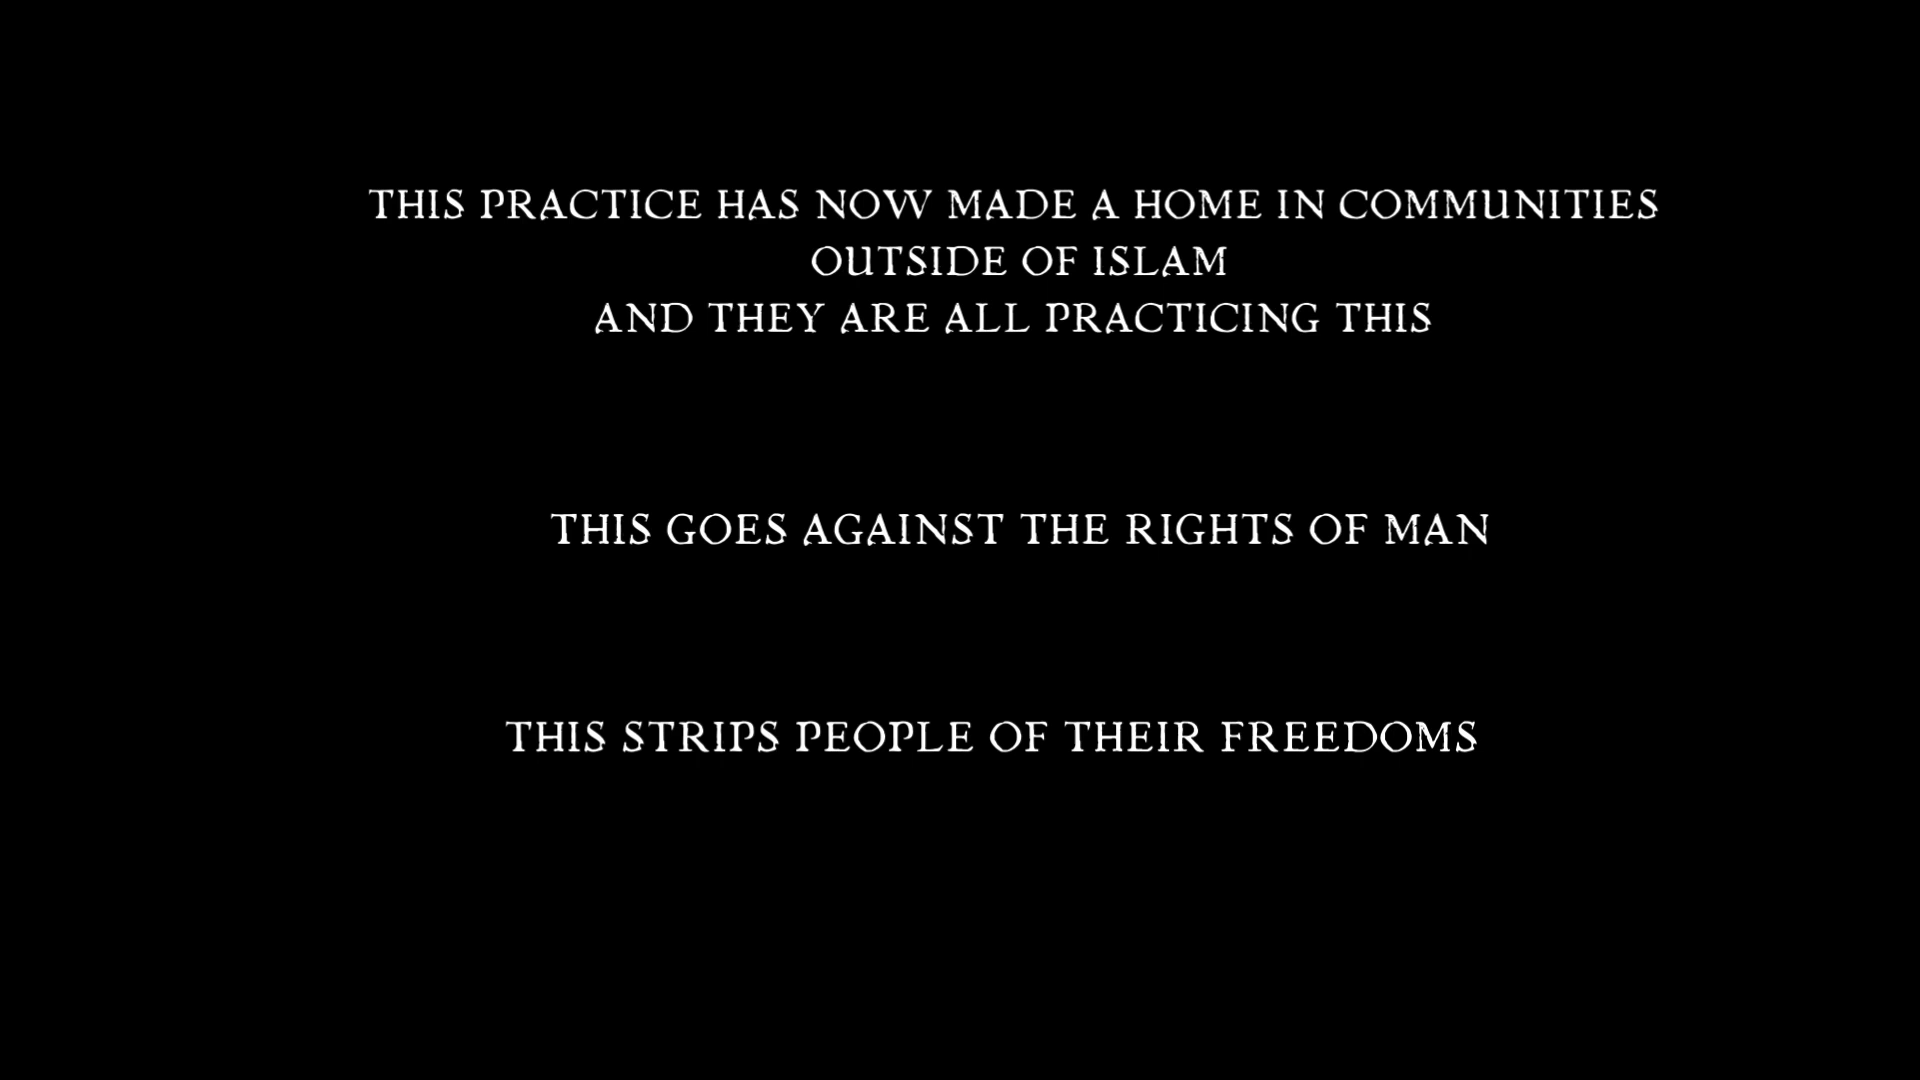 THIS PRACTICE HAS NOW MADE A HOME IN COMMUNITIES
OUTSIDE OF ISLAM
AND THEY ARE ALL PRACTICING THIS
THIS GOES AGAINST THE RIGHTS OF MAN
THIS STRIPS PEOPLE OF THEIR FREEDOMS